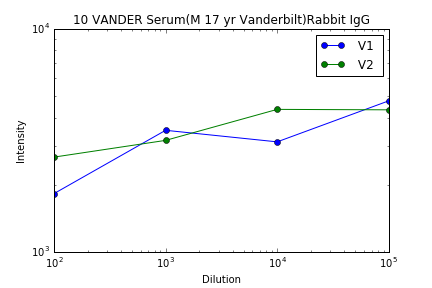 10 VANDER Serum(M 17 yr Vanderbilt)Rabbit IgG
10⁴
V1
V2
Intensity
10³
10² 10³ 10⁴ 10⁵
Dilution